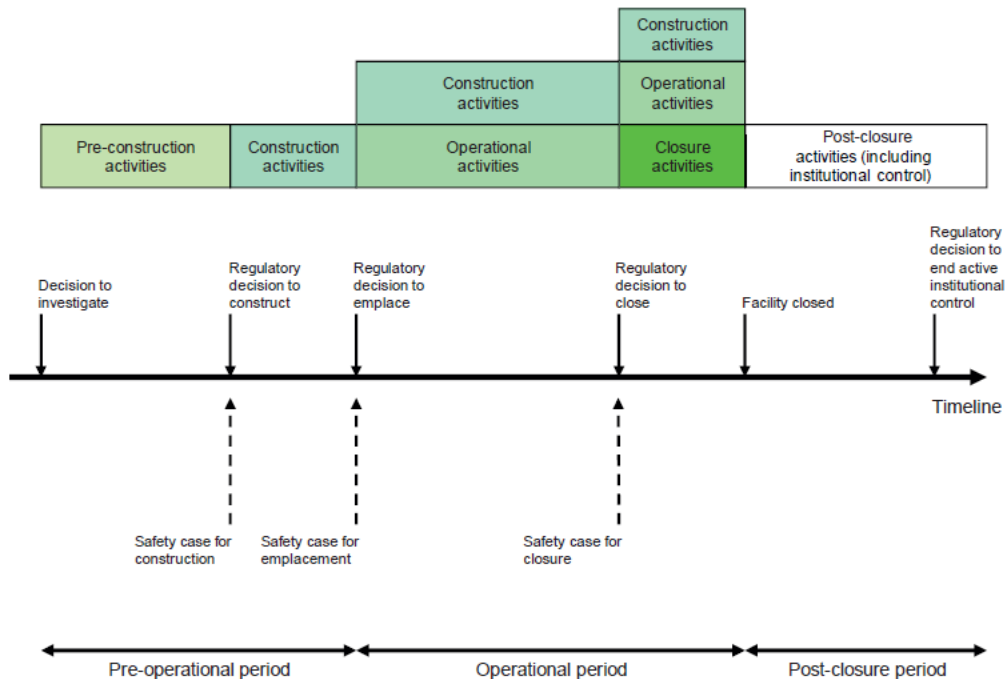 Construction
activities
Construction
activities
Operational
activities
Pre-construction
activities
Construction
activities
Operational
activities
Closure
activities
Post-closure
activities (including
institutional control)
Decision to
investigate
Regulatory
decision to
construct
Regulatory
decision to
emplace
Regulatory
decision to
close
Facility closed
Regulatory
decision to
end active
institutional
control
Timeline
Safety case for
construction
Safety case for
emplacement
Safety case for
closure
Pre-operational period
Operational period
Post-closure period